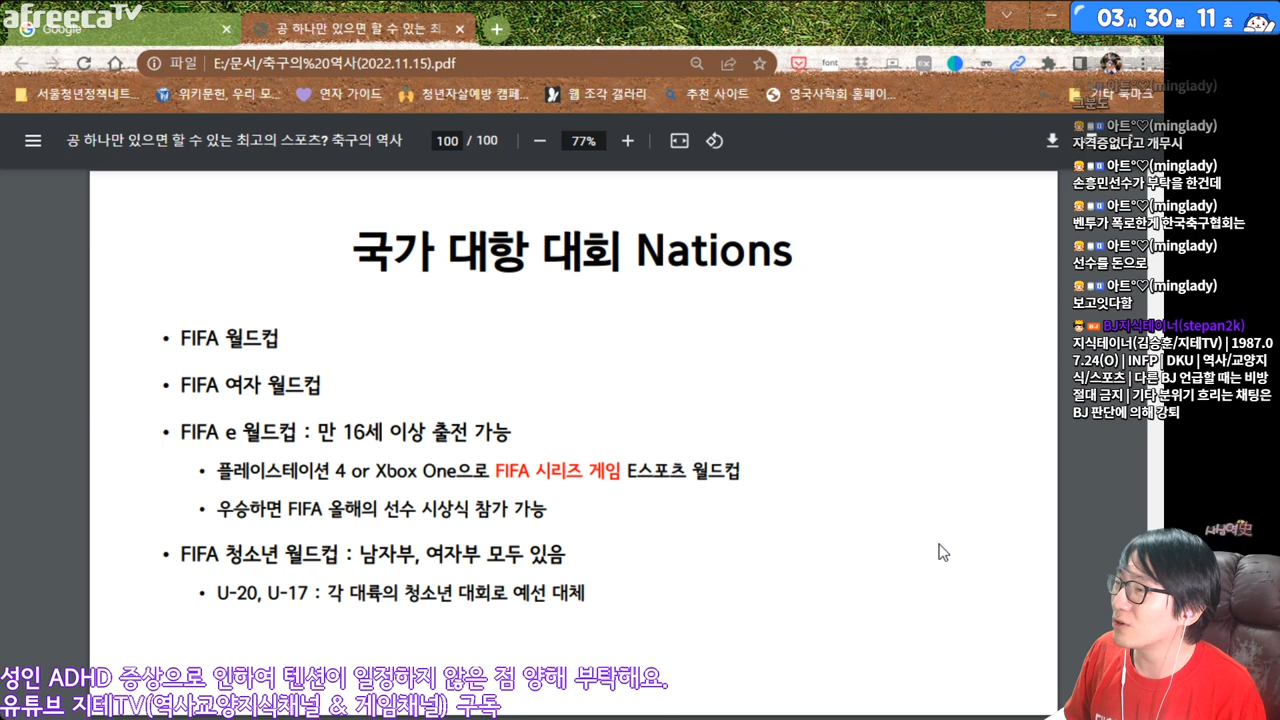 afreecaTV
Google
공 하나만 있으면 할 수 있는 최
03시 30분 11초
파일 E:/문서/축구의%20역사(2022.11.15).pdf
서울청년정책네트... 위키문헌, 우리 모... 연자 가이드 청년자살예방 캠페... 웹 조각 갤러리 추천 사이트 영국사학회 홈페이... 기타 북마크
공 하나만 있으면 할 수 있는 최고의 스포츠? 축구의 역사 100 / 100 77%
국가 대항 대회 Nations
• FIFA 월드컵
• FIFA 여자 월드컵
• FIFA e 월드컵 : 만 16세 이상 출전 가능
• 플레이스테이션 4 or Xbox One으로 FIFA 시리즈 게임 E스포츠 월드컵
• 우승하면 FIFA 올해의 선수 시상식 참가 가능
• FIFA 청소년 월드컵 : 남자부, 여자부 모두 있음
• U-20, U-17 : 각 대륙의 청소년 대회로 예선 대체
아트°♡(minglady)
그분도
아트°♡(minglady)
자격증없다고 개무시
아트°♡(minglady)
손흥민선수가 부탁을 한건데
아트°♡(minglady)
벤투가 폭로한게 한국축구협회는
아트°♡(minglady)
선수를 돈으로
아트°♡(minglady)
보고잇다함
BJ지식테이너(stepan2k)
지식테이너(김승훈/지테TV) | 1987.0
7.24(O) | INFP | DKU | 역사/교양지
식/스포츠 | 다른 BJ 언급할 때는 비방
절대 금지 | 기타 분위기 흐리는 채팅은
BJ 판단에 의해 강퇴
성인 ADHD 증상으로 인하여 텐션이 일정하지 않은 점 양해 부탁해요.
유튜브 지테TV(역사교양지식채널 & 게임채널) 구독